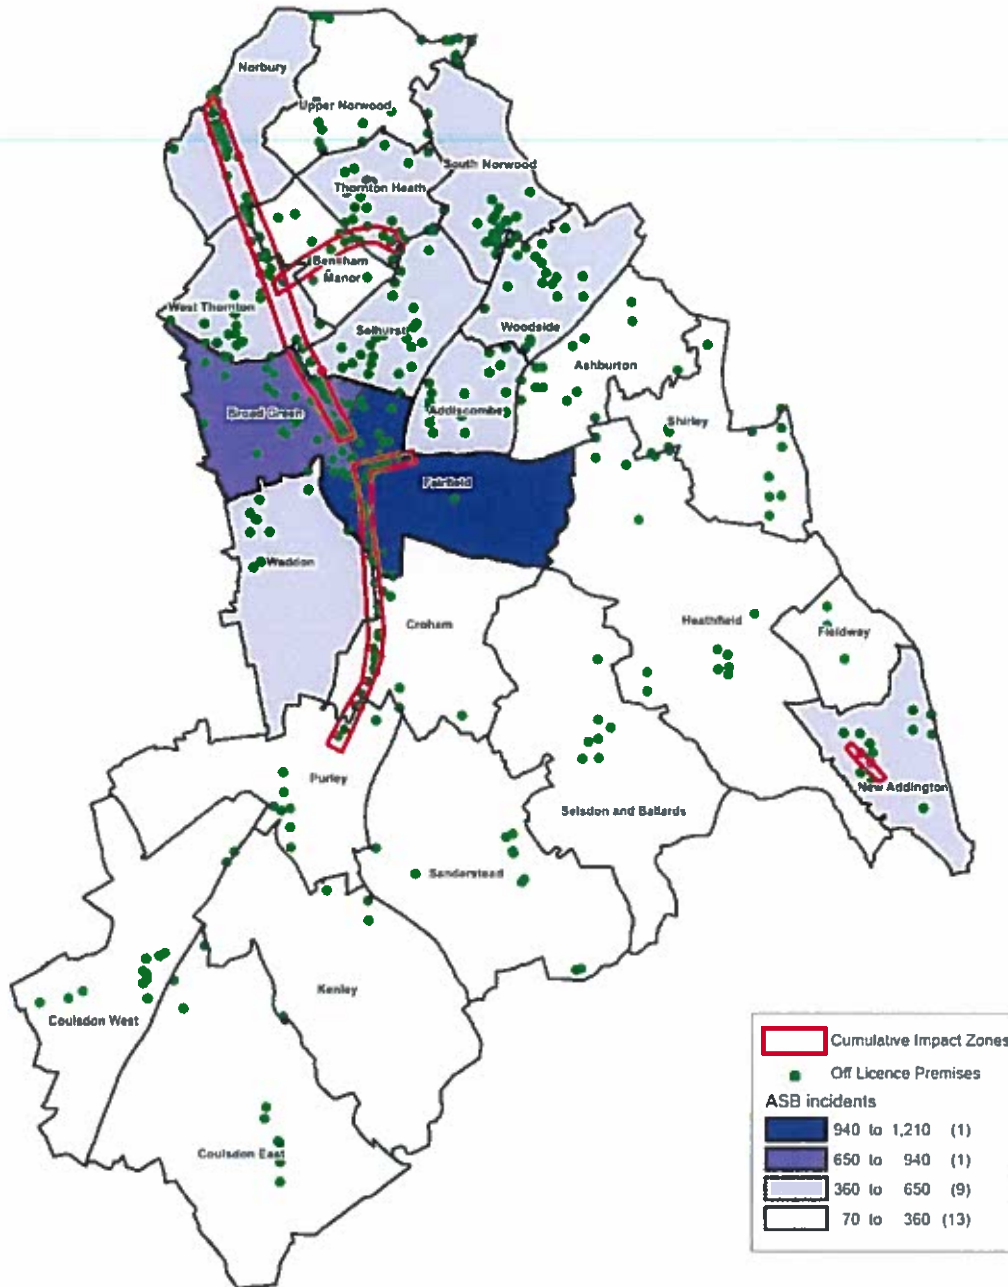 Norbury
Upper Norwood
South Norwood
Thornton Heath
Bensham
Manor
West Thornton
Selhurst
Woodside
Ashburton
Broad Green
Addiscombe
Shirley
Fairfield
Waddon
Croham
Heathfield
Fieldway
Purley
New Addington
Selsdon and Ballards
Sanderstead
Kenley
Coulsdon West
Coulsdon East
Cumulative Impact Zones
Off Licence Premises
ASB incidents
940 to 1,210 (1)
650 to 940 (1)
360 to 650 (9)
70 to 360 (13)